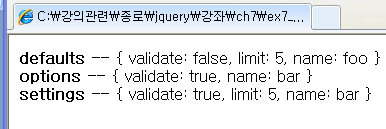 C:\강의관련\종로\jquery\강좌\ch7\ex7_...
defaults -- { validate: false, limit: 5, name: foo }
options -- { validate: true, name: bar }
settings -- { validate: true, limit: 5, name: bar }